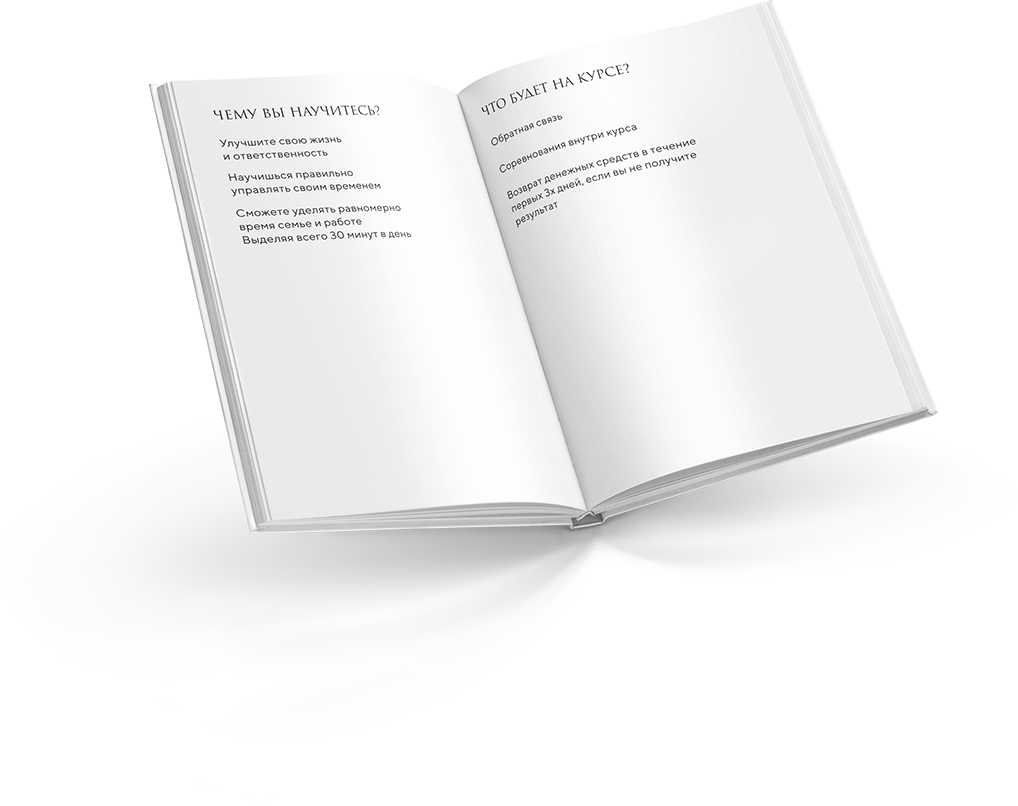 ЧЕМУ ВЫ НАУЧИТЕСЬ?
Улучшите свою жизнь
и ответственность
Научишься правильно
управлять своим временем
Сможете уделять равномерно
время семье и работе
Выделяя всего 30 минут в день
ЧТО БУДЕТ НА КУРСЕ?
Обратная связь
Соревнования внутри курса
Возврат денежных средств в течение
первых 3х дней, если вы не получите
результат